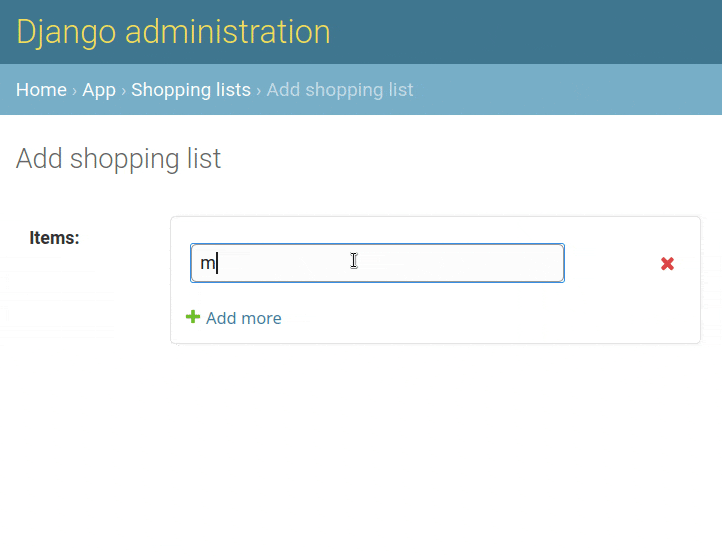 Django administration
Home › App › Shopping lists › Add shopping list
Add shopping list
Items:
m
Add more